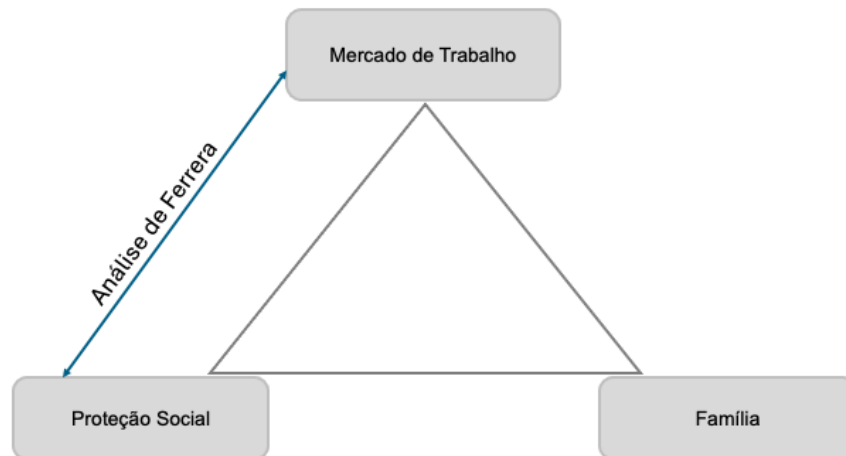 Mercado de Trabalho
Análise de Ferrera
Proteção Social
Família